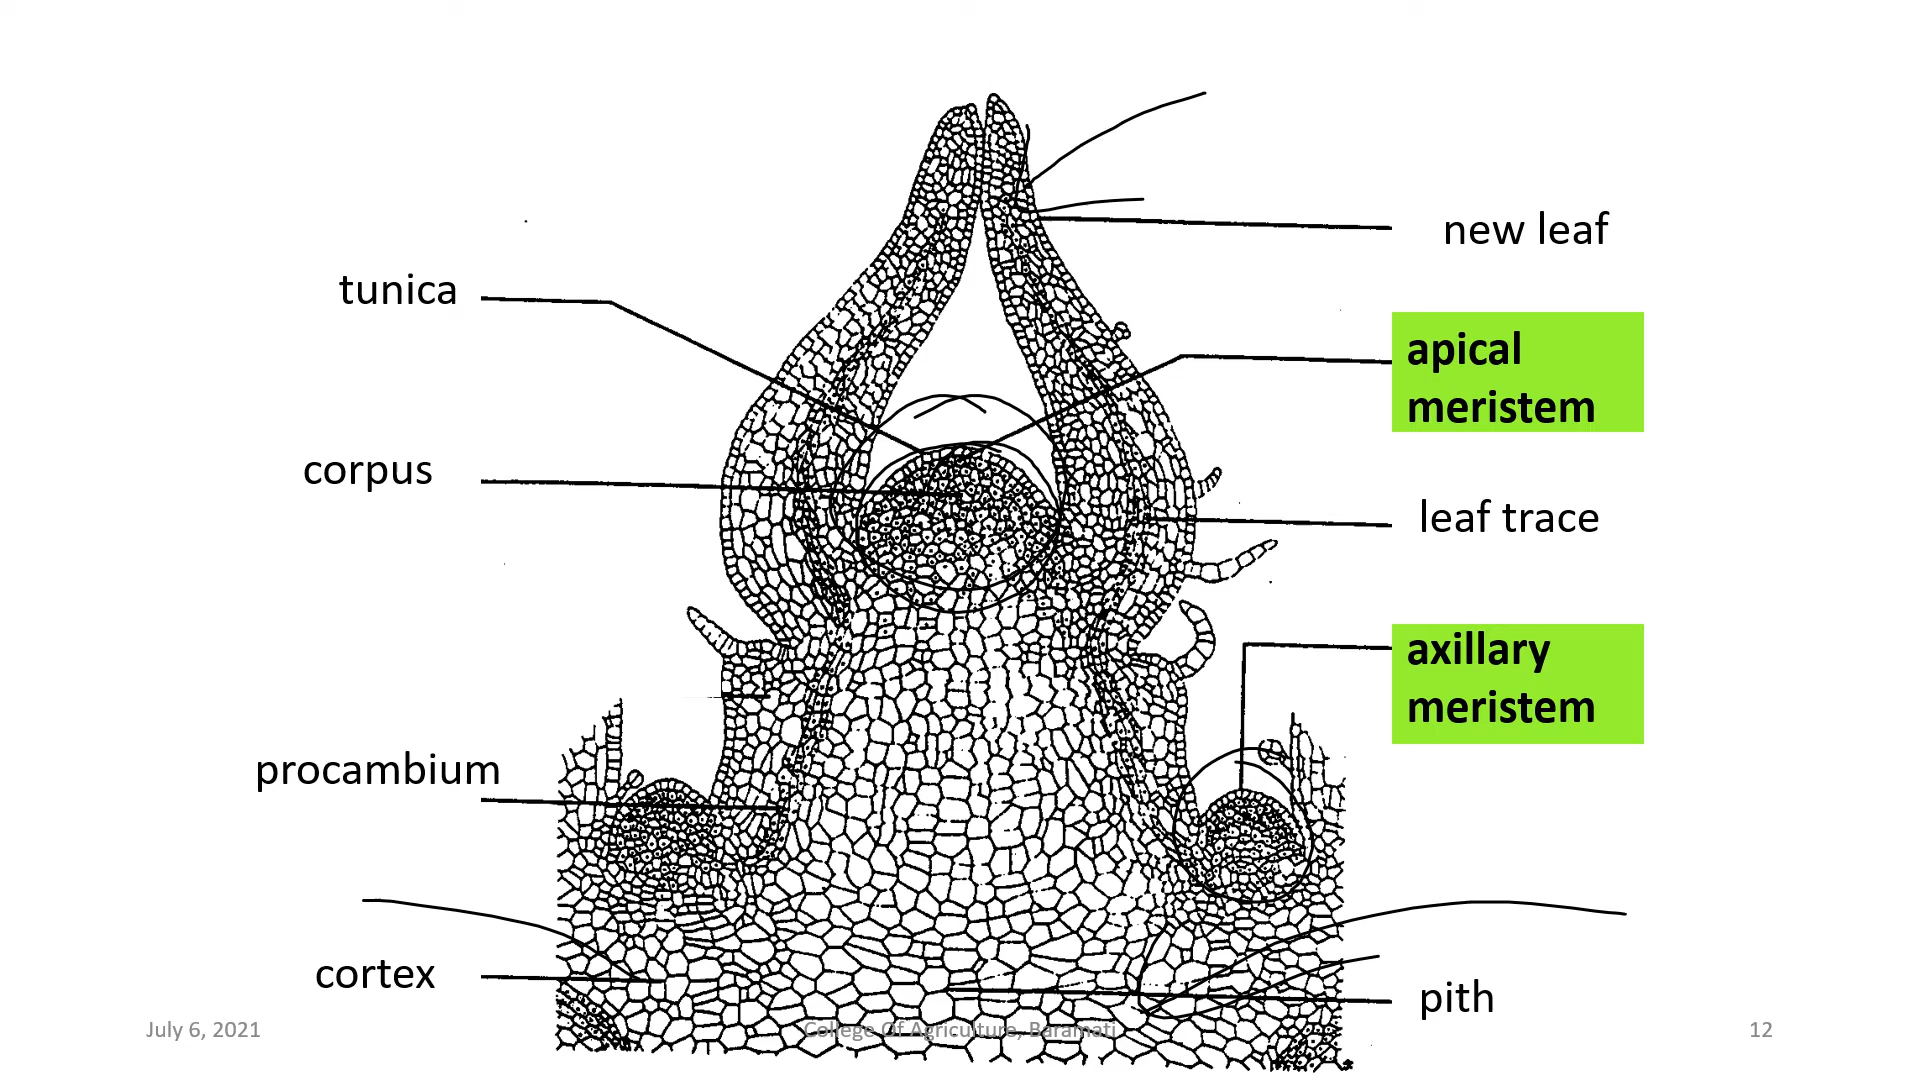 new leaf
tunica
apical
meristem
corpus
leaf trace
axillary
meristem
procambium
cortex
pith
July 6, 2021
College Of Agriculture, Baramati
12